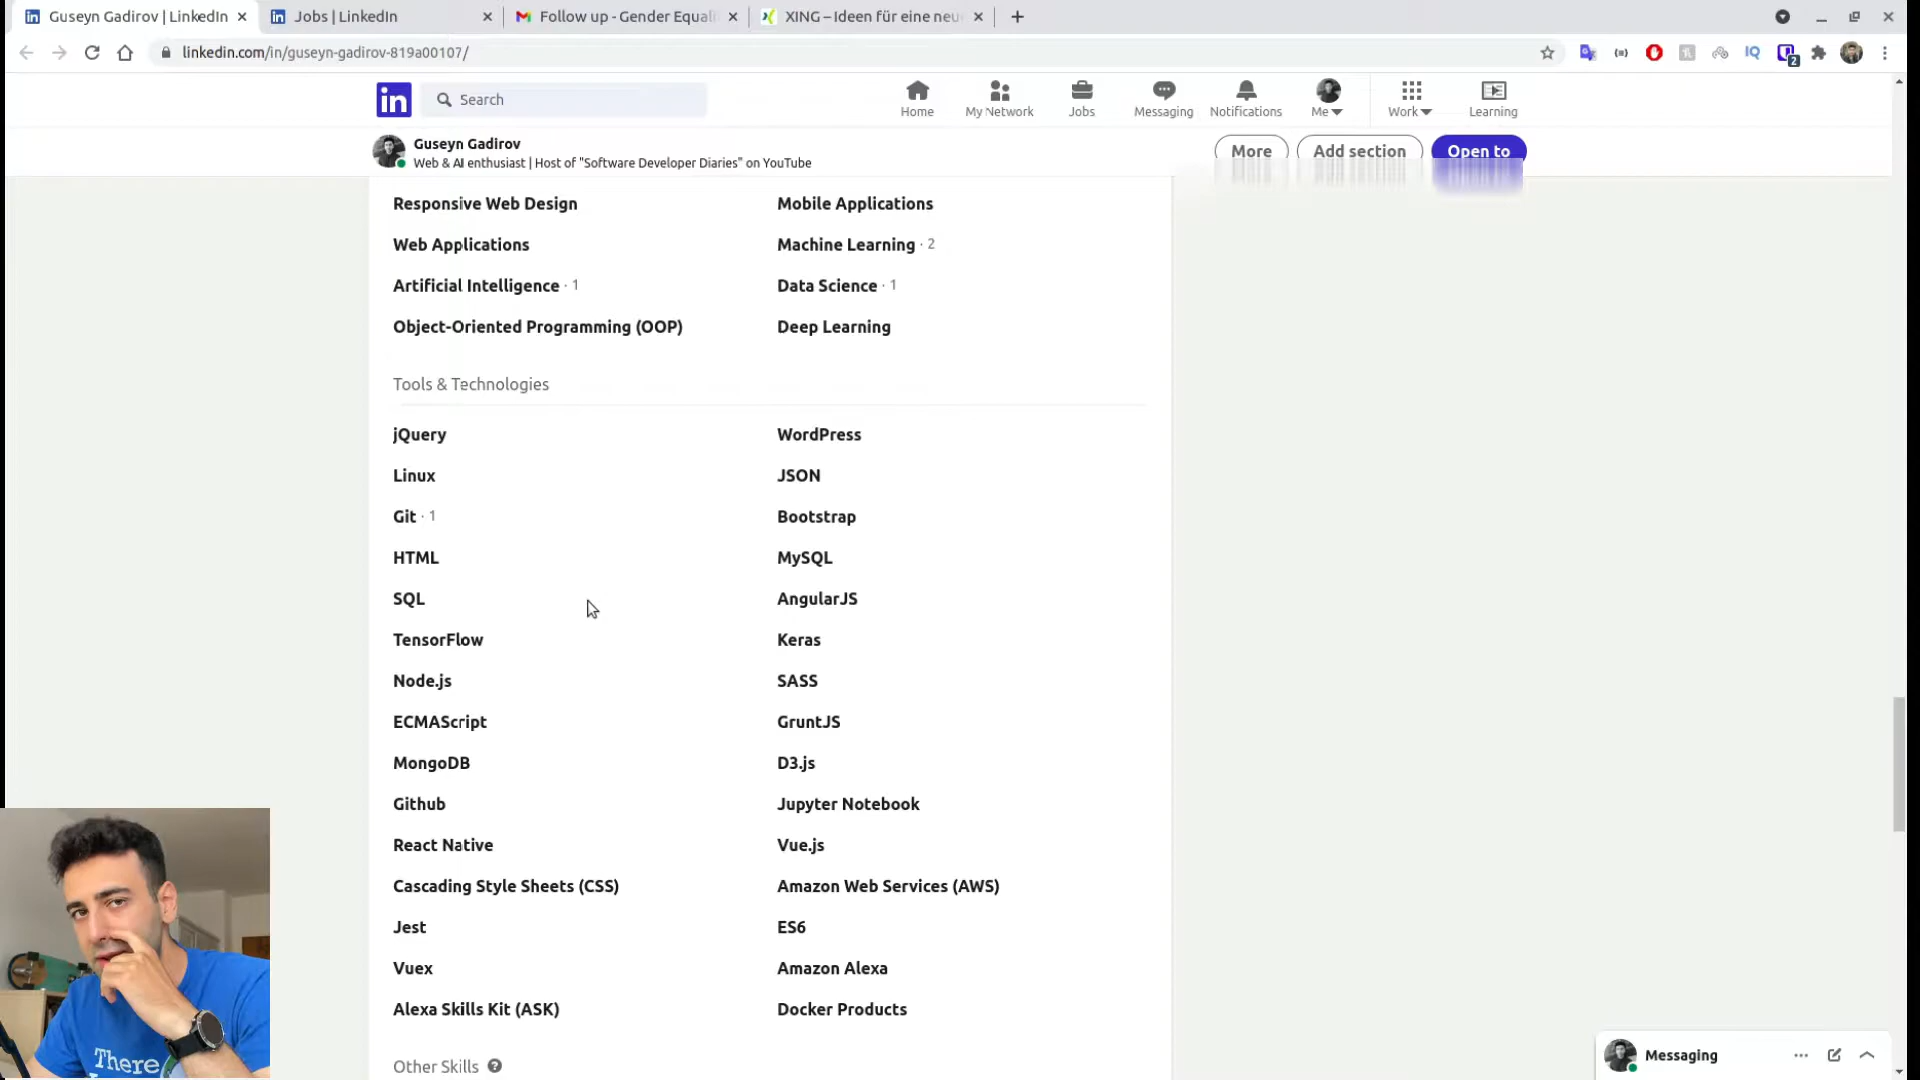 Guseyn Gadirov | LinkedIn
Jobs | LinkedIn
Follow up - Gender Equali
XING – Ideen für eine neu
linkedin.com/in/guseyn-gadirov-819a00107/
IQ
2
in
Search
Home
My Network
Jobs
Messaging
Notifications
Me
Work
Learning
Guseyn Gadirov
Web & AI enthusiast | Host of "Software Developer Diaries" on YouTube
More
Add section
Open to
Responsive Web Design
Mobile Applications
Web Applications
Machine Learning · 2
Artificial Intelligence · 1
Data Science · 1
Object-Oriented Programming (OOP)
Deep Learning
Tools & Technologies
jQuery
WordPress
Linux
JSON
Git · 1
Bootstrap
HTML
MySQL
SQL
AngularJS
TensorFlow
Keras
Node.js
SASS
ECMAScript
GruntJS
MongoDB
D3.js
Github
Jupyter Notebook
React Native
Vue.js
Cascading Style Sheets (CSS)
Amazon Web Services (AWS)
Jest
ES6
Vuex
Amazon Alexa
Alexa Skills Kit (ASK)
Docker Products
Other Skills
There
Messaging